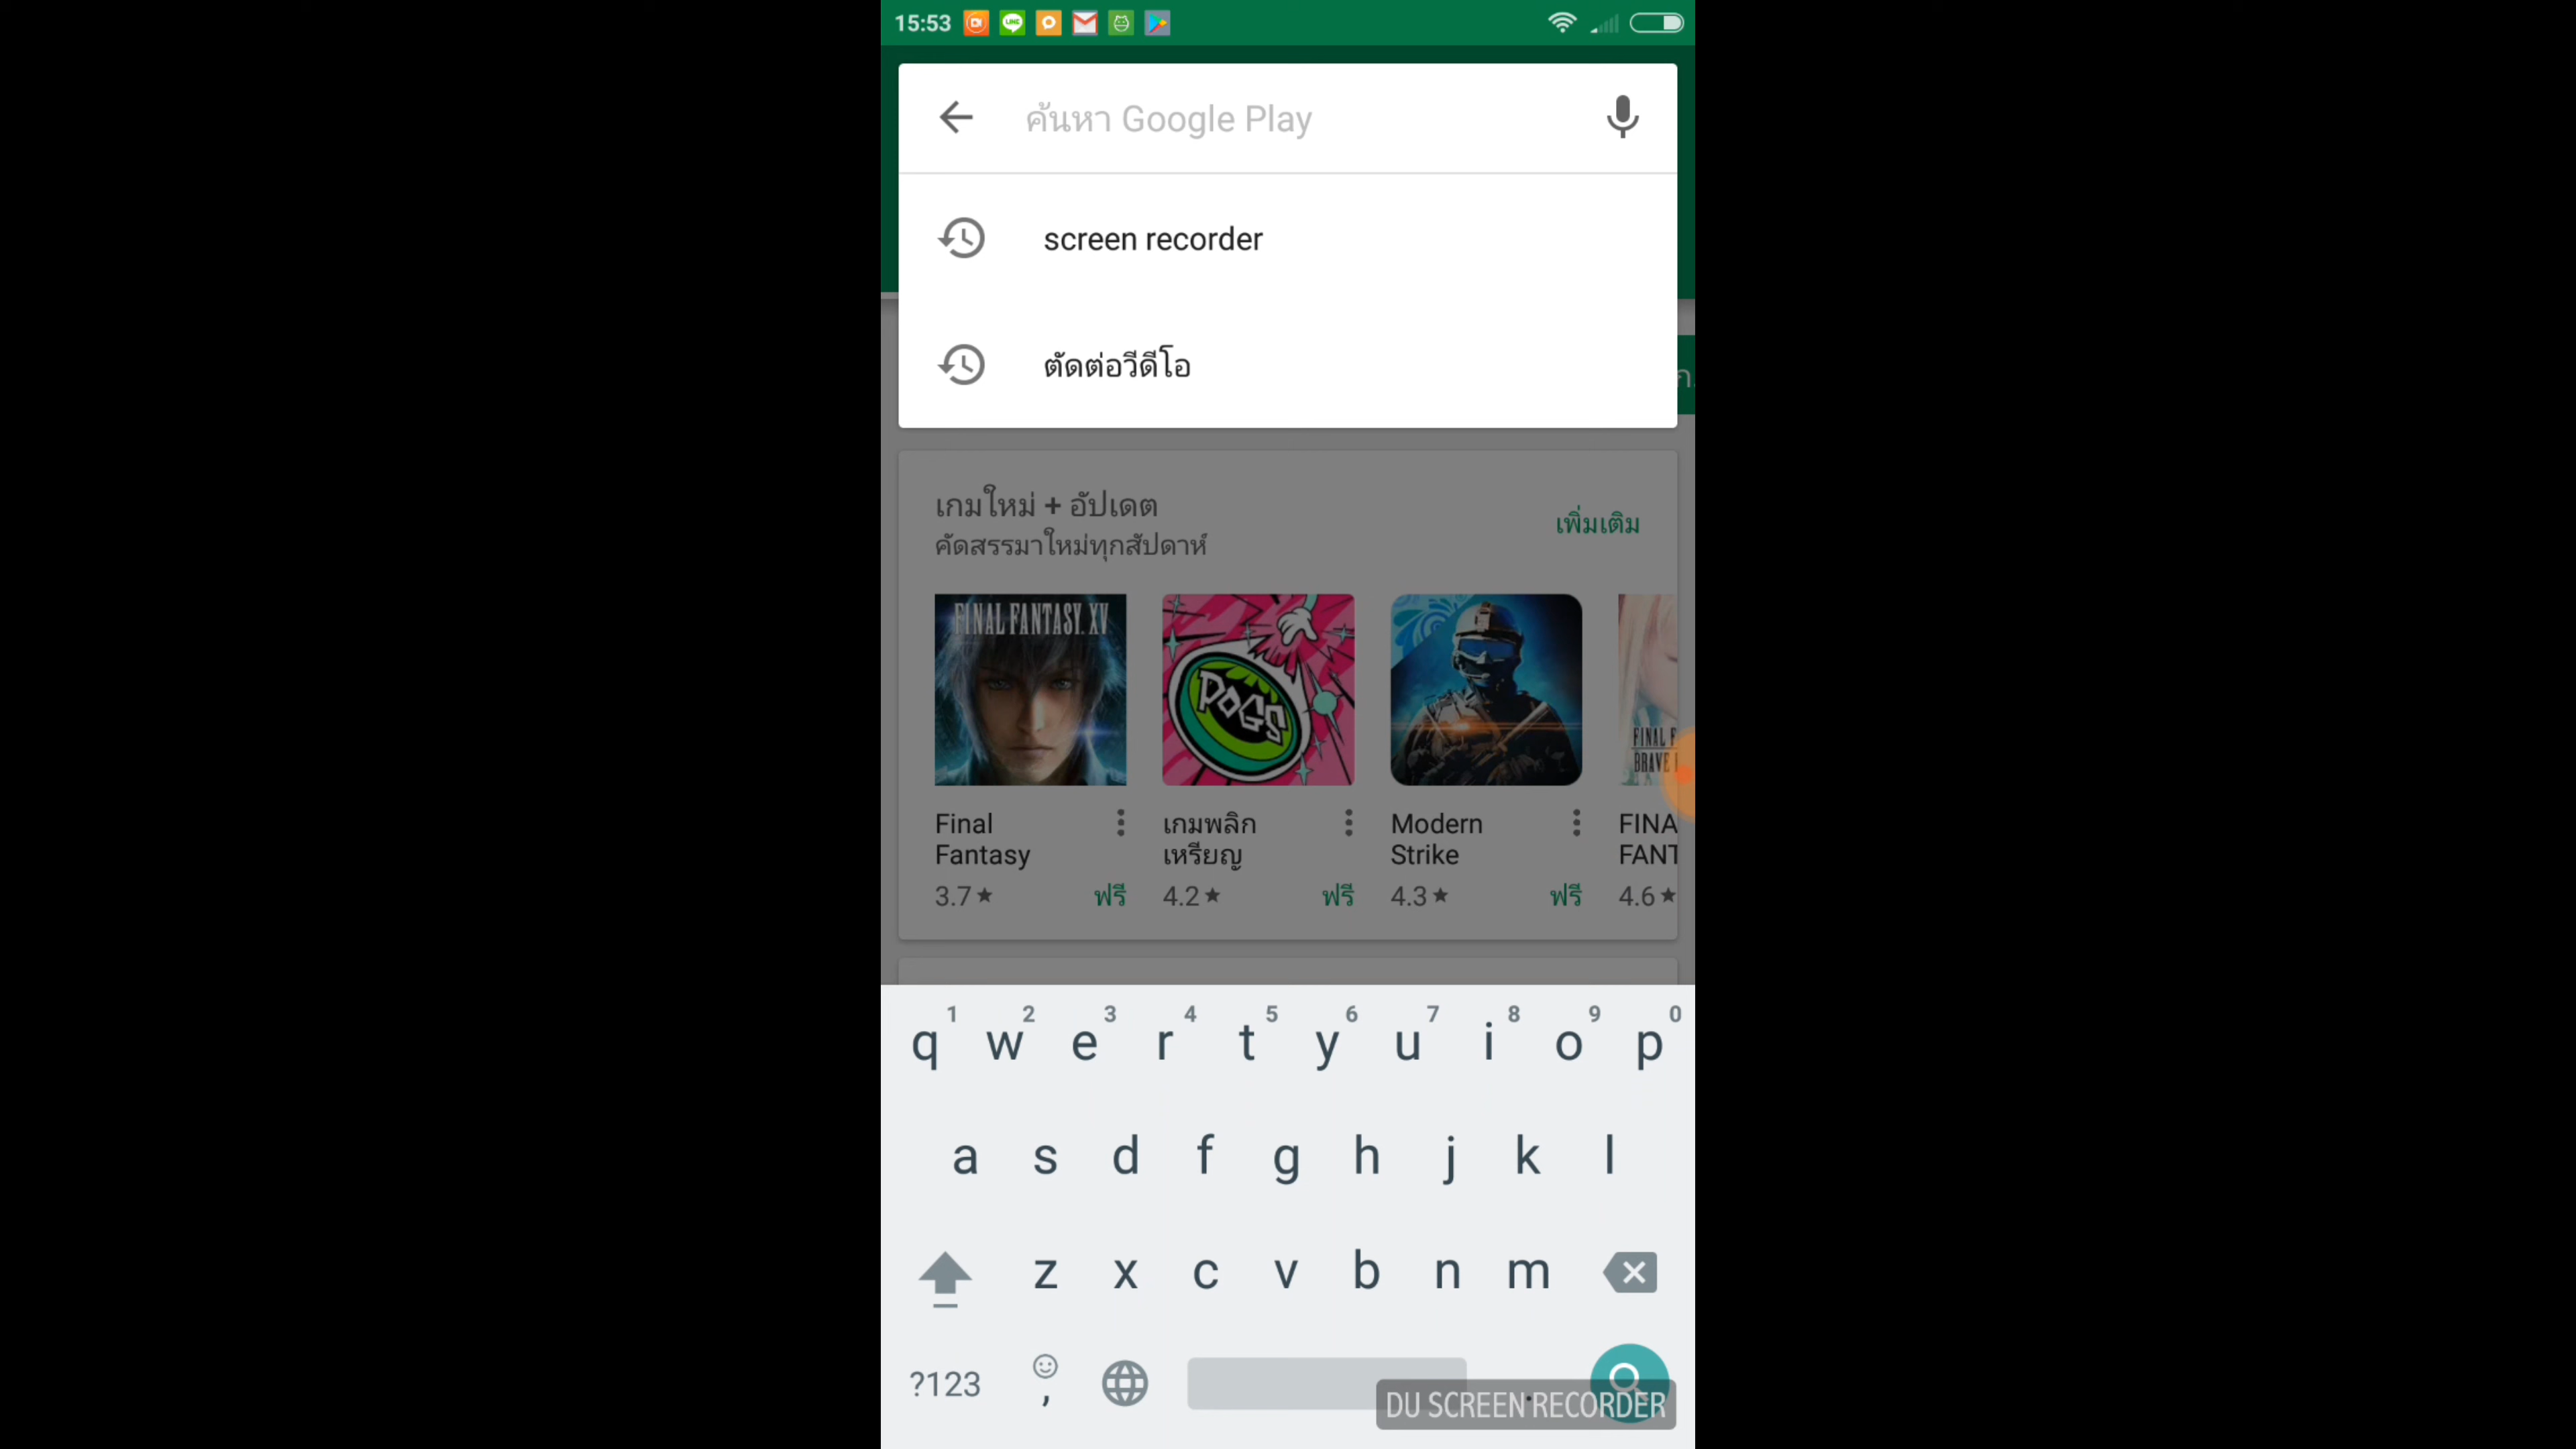 15:53
ค้นหา Google Play
screen recorder
ตัดต่อวีดีโอ
ก.
เกมใหม่ + อัปเดต
คัดสรรมาใหม่ทุกสัปดาห์
เพิ่มเติม
FINAL FANTASY XV
POGS
FINAL F
BRAVE
Final
Fantasy
เกมพลิก
เหรียญ
Modern
Strike
FINA
FANT
3.7★ ฟรี
4.2★ ฟรี
4.3★ ฟรี
4.6★
1 2 3 4 5 6 7 8 9 0
q w e r t y u i o p
a s d f g h j k l
z x c v b n m
?123 , .
DU SCREEN RECORDER